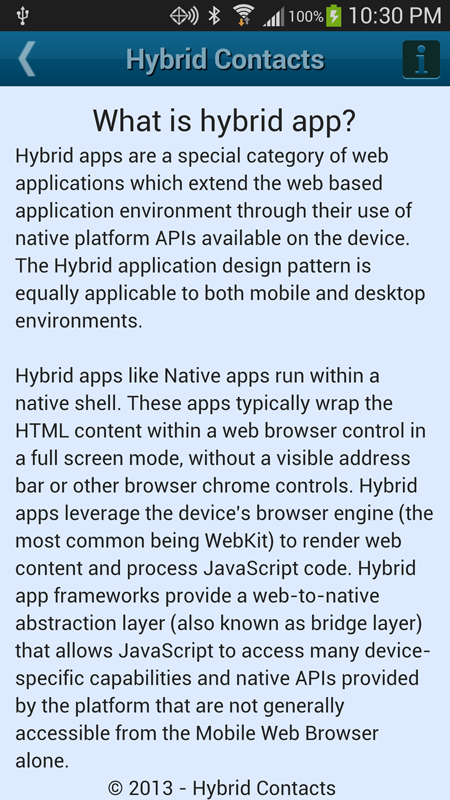 100% 10:30 PM
Hybrid Contacts
What is hybrid app?
Hybrid apps are a special category of web
applications which extend the web based
application environment through their use of
native platform APIs available on the device.
The Hybrid application design pattern is
equally applicable to both mobile and desktop
environments.
Hybrid apps like Native apps run within a
native shell. These apps typically wrap the
HTML content within a web browser control in
a full screen mode, without a visible address
bar or other browser chrome controls. Hybrid
apps leverage the device's browser engine (the
most common being WebKit) to render web
content and process JavaScript code. Hybrid
app frameworks provide a web-to-native
abstraction layer (also known as bridge layer)
that allows JavaScript to access many device-
specific capabilities and native APIs provided
by the platform that are not generally
accessible from the Mobile Web Browser
alone.
© 2013 - Hybrid Contacts